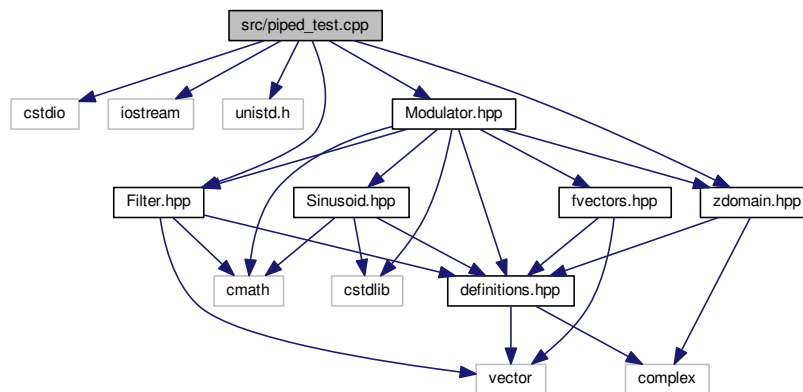 src/piped_test.cpp
cstdio
iostream
unistd.h
Modulator.hpp
Filter.hpp
Sinusoid.hpp
fvectors.hpp
zdomain.hpp
cmath
cstdlib
definitions.hpp
vector
complex